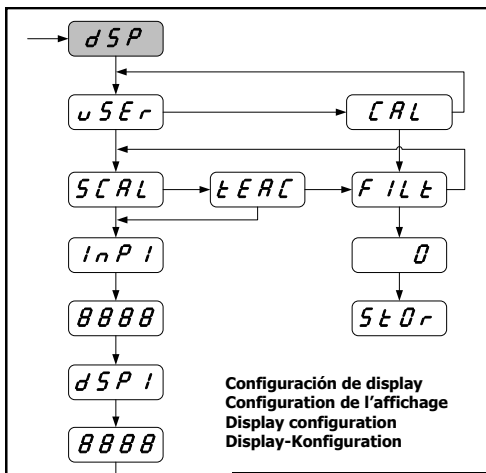 dSP
uSEr CAL
SCAL tEAC FILt
InP1 0
8888 StOr
dSP1
Configuración de display
Configuration de l'affichage
Display configuration
8888
Display-Konfiguration